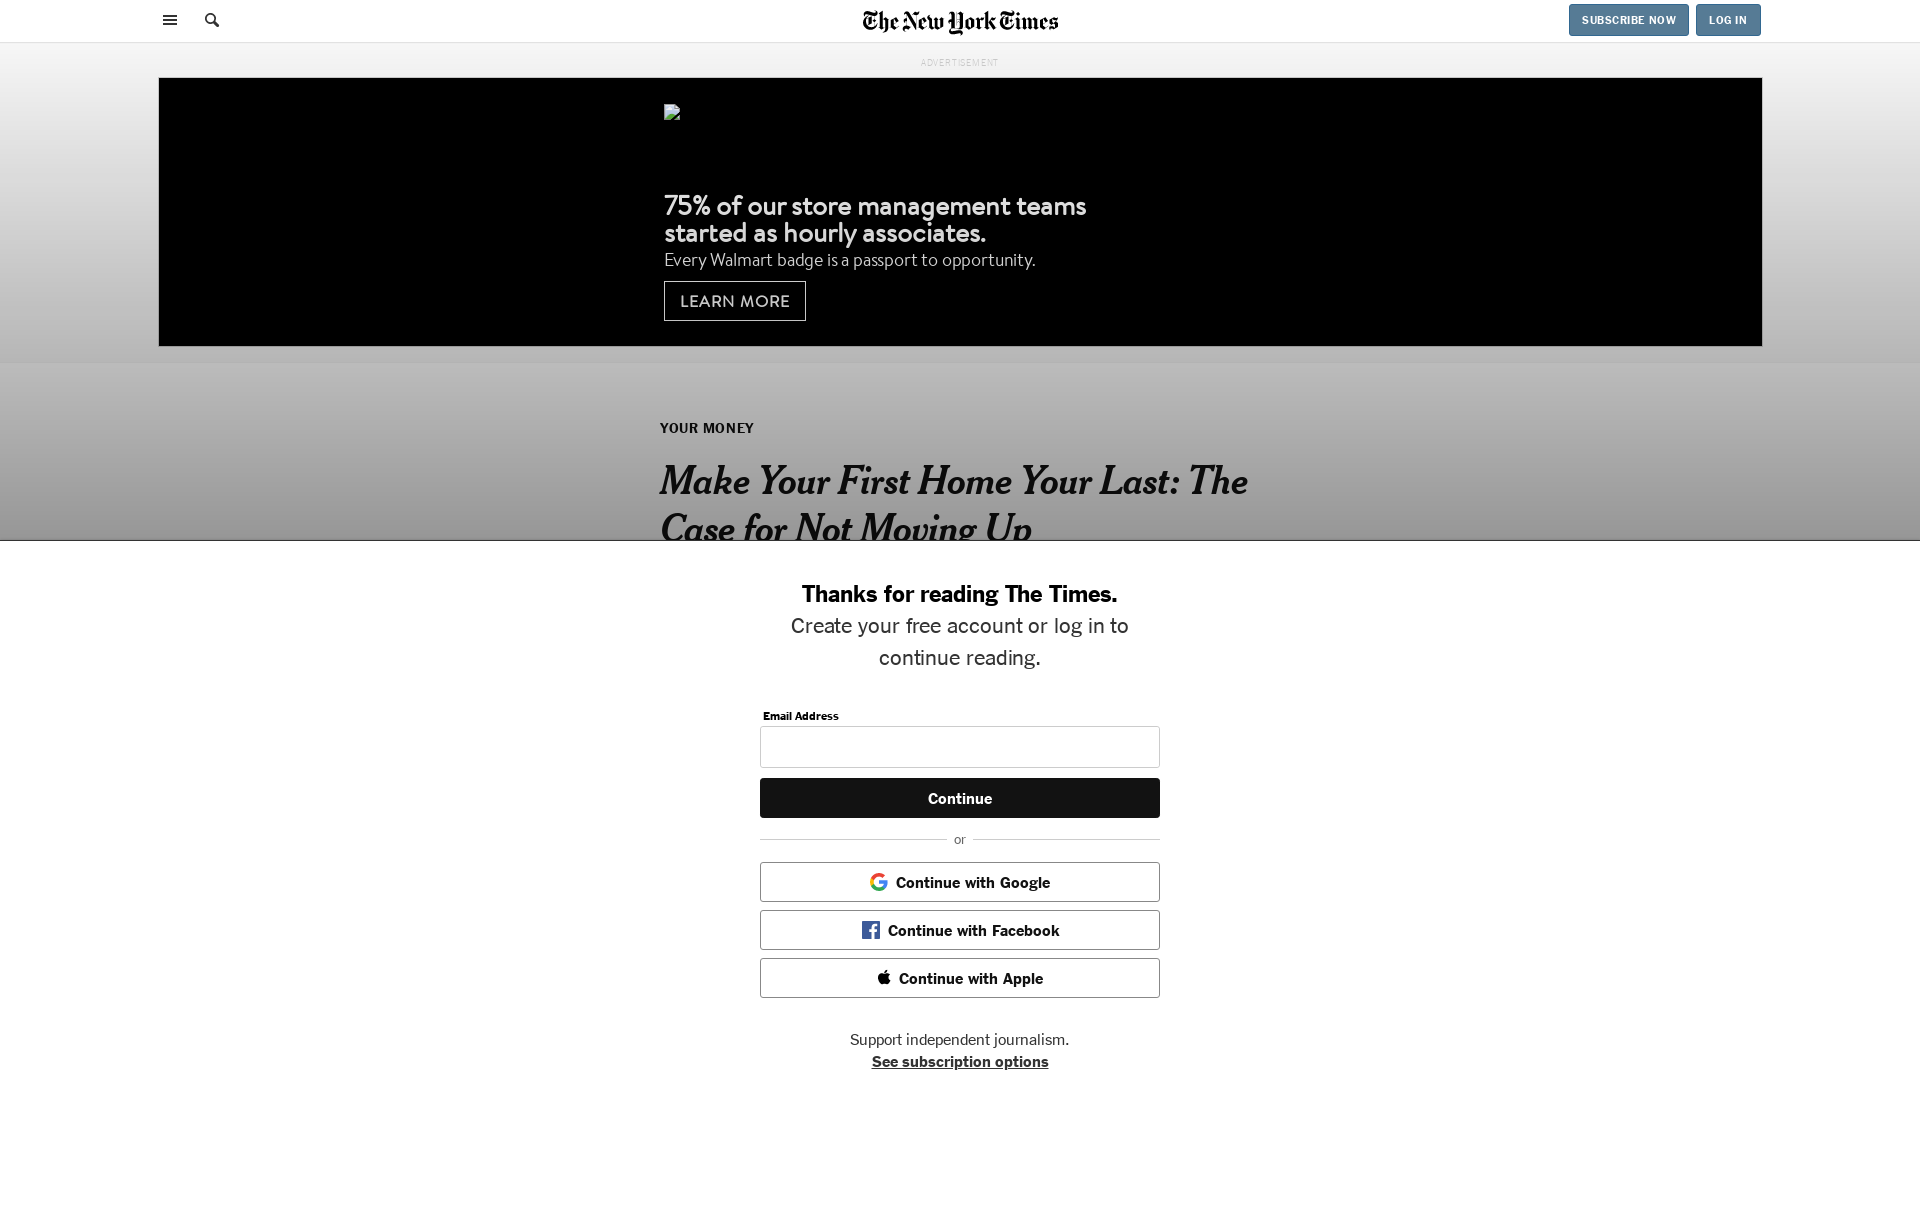 The New York Times
SUBSCRIBE NOW
LOG IN
ADVERTISEMENT
75% of our store management teams
started as hourly associates.
Every Walmart badge is a passport to opportunity.
LEARN MORE
YOUR MONEY
Make Your First Home Your Last: The
Case for Not Moving Up
Thanks for reading The Times.
Create your free account or log in to
continue reading.
Email Address
Continue
or
Continue with Google
Continue with Facebook
Continue with Apple
Support independent journalism.
See subscription options